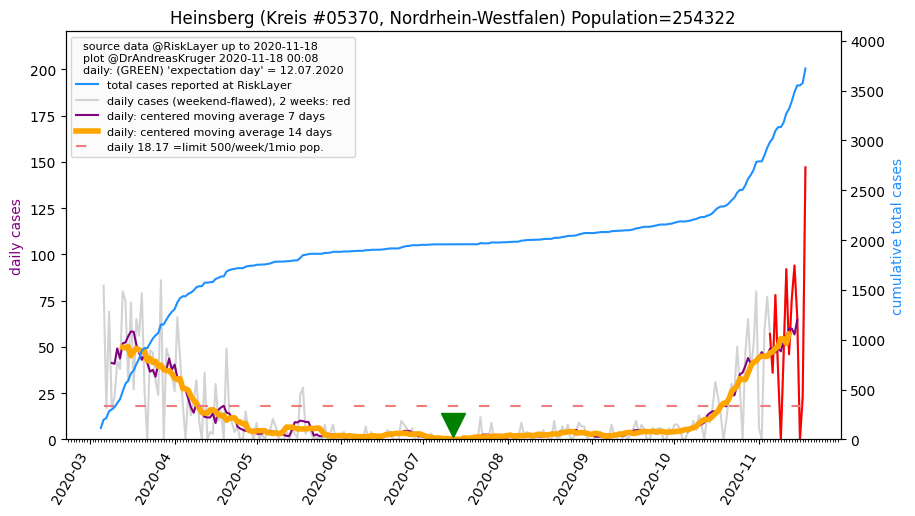 Heinsberg (Kreis #05370, Nordrhein-Westfalen) Population=254322
source data @RiskLayer up to 2020-11-18
plot @DrAndreasKruger 2020-11-18 00:08
daily: (GREEN) 'expectation day' = 12.07.2020
total cases reported at RiskLayer
daily cases (weekend-flawed), 2 weeks: red
daily: centered moving average 7 days
daily: centered moving average 14 days
daily 18.17 =limit 500/week/1mio pop.
daily cases
200
175
150
125
100
75
50
25
0
cumulative total cases
4000
3500
3000
2500
2000
1500
1000
500
0
2020-03
2020-04
2020-05
2020-06
2020-07
2020-08
2020-09
2020-10
2020-11